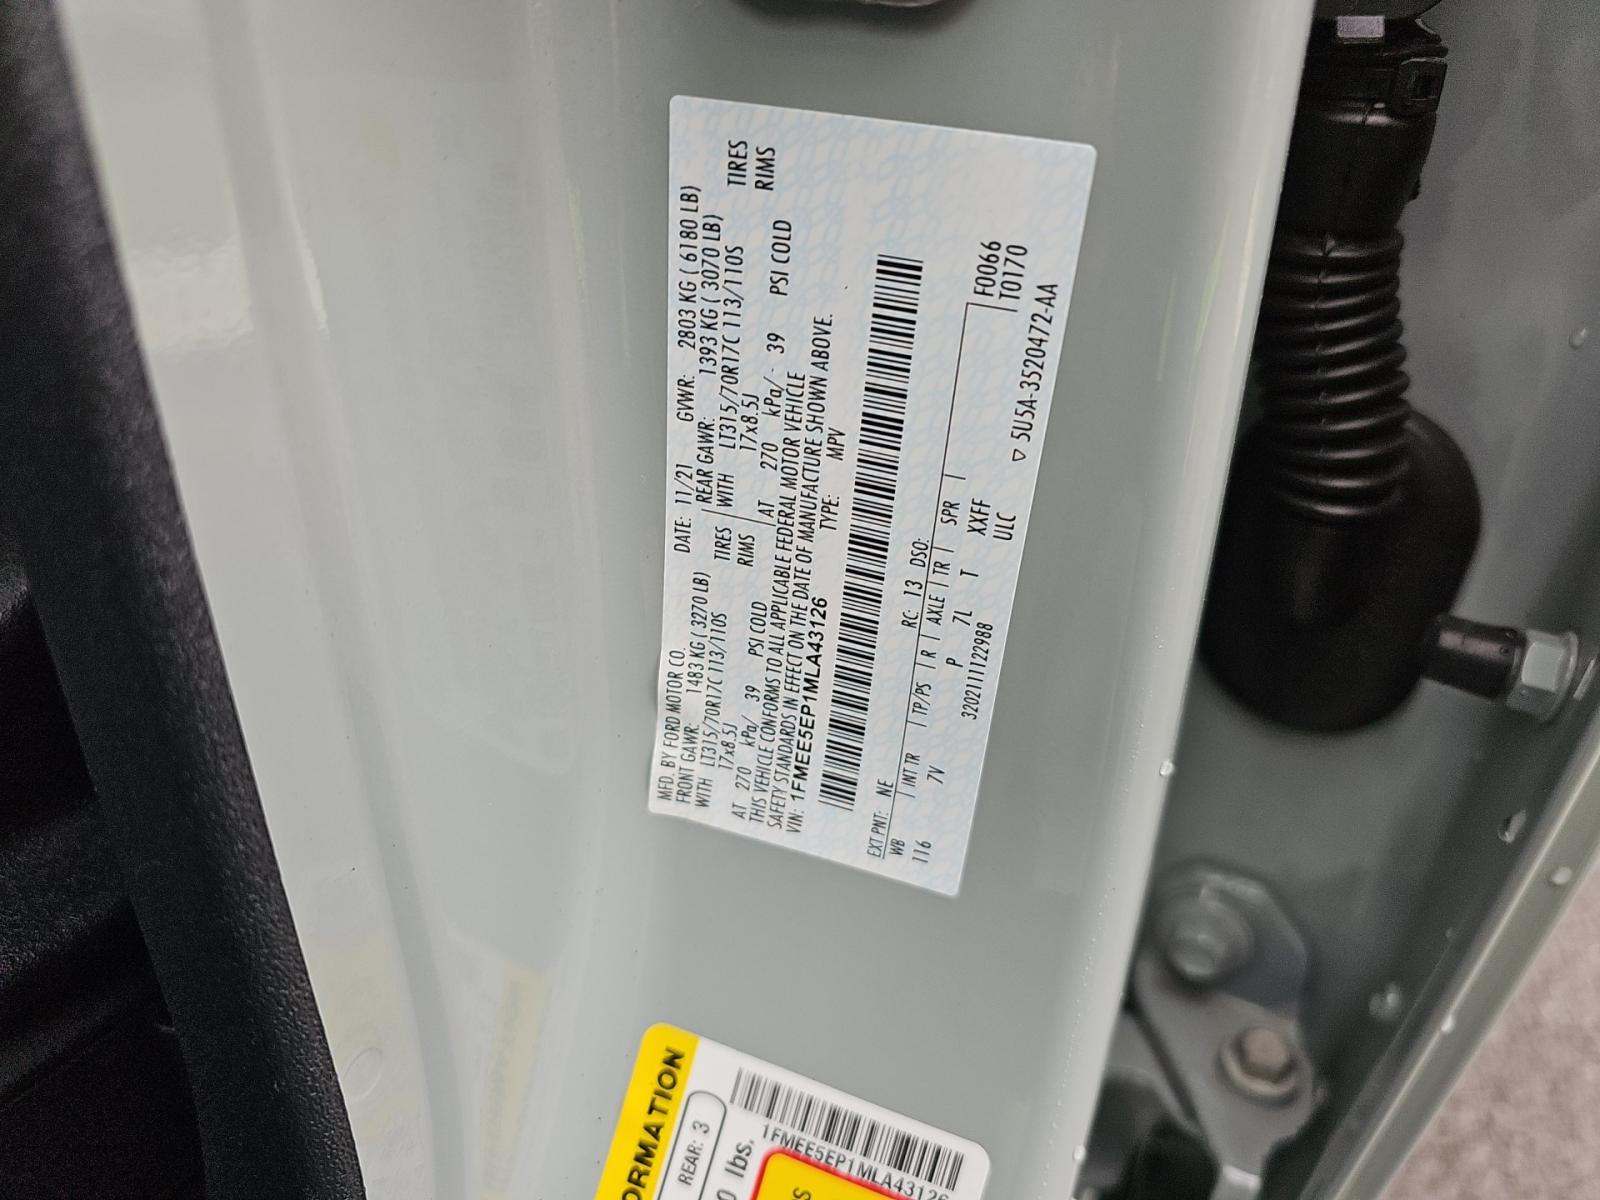 MFD. BY FORD MOTOR CO. DATE: 11/21 GVWR: 2803 KG ( 6180 LB)
FRONT GAWR: 1483 KG ( 3270 LB) REAR GAWR: 1393 KG ( 3070 LB)
WITH LT315/70R17C 113/110S TIRES WITH LT315/70R17C 113/110S TIRES
17x8.5J RIMS 17x8.5J RIMS
AT 270 kPa/ 39 PSI COLD AT 270 kPa/ 39 PSI COLD
THIS VEHICLE CONFORMS TO ALL APPLICABLE FEDERAL MOTOR VEHICLE
SAFETY STANDARDS IN EFFECT ON THE DATE OF MANUFACTURE SHOWN ABOVE.
VIN: 1FMEE5EP1MLA43126 TYPE: MPV
EXT PNT: NE RC: 13 DSO:
WB INT TR TP/PS R AXLE TR SPR F0066
116 7V P 7L T XXFF T0170
320211122988 ULC
▽ 5U5A-3520472-AA
ORMATION
REAR: 3
0 lbs.
1FMEE5EP1MLA43126